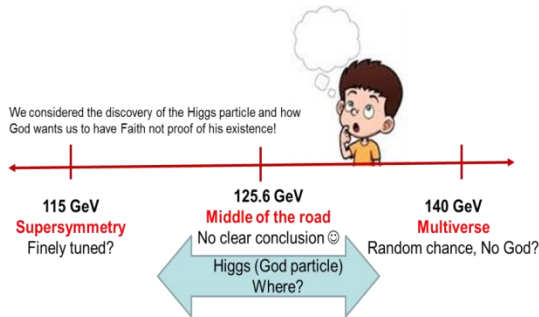 We considered the discovery of the Higgs particle and how
God wants us to have Faith not proof of his existence!
115 GeV
Supersymmetry
Finely tuned?
125.6 GeV
Middle of the road
No clear conclusion ☺
140 GeV
Multiverse
Random chance, No God?
Higgs (God particle)
Where?